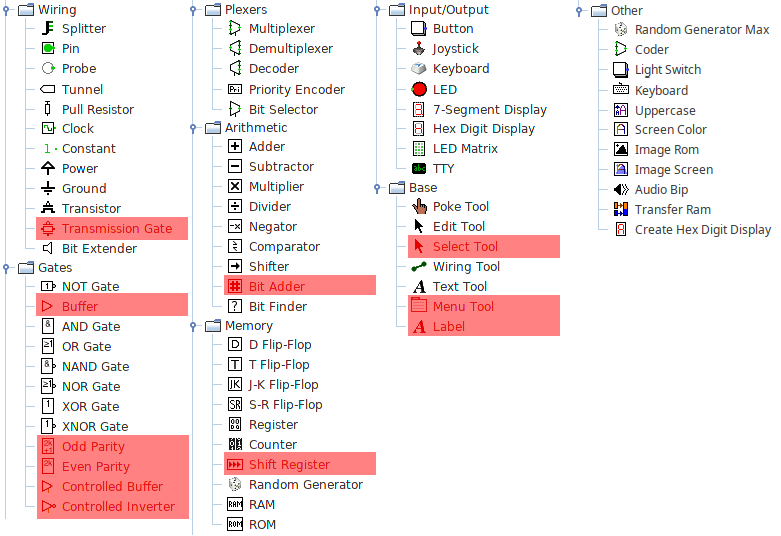 Wiring
Splitter
Pin
Probe
Tunnel
Pull Resistor
Clock
Constant
Power
Ground
Transistor
Transmission Gate
Bit Extender
Gates
NOT Gate
Buffer
AND Gate
OR Gate
NAND Gate
NOR Gate
XOR Gate
XNOR Gate
Odd Parity
Even Parity
Controlled Buffer
Controlled Inverter
Plexers
Multiplexer
Demultiplexer
Decoder
Priority Encoder
Bit Selector
Arithmetic
Adder
Subtractor
Multiplier
Divider
Negator
Comparator
Shifter
Bit Adder
Bit Finder
Memory
D Flip-Flop
T Flip-Flop
J-K Flip-Flop
S-R Flip-Flop
Register
Counter
Shift Register
Random Generator
RAM RAM
ROM ROM
Input/Output
Button
Joystick
Keyboard
LED
7-Segment Display
Hex Digit Display
LED Matrix
TTY
Base
Poke Tool
Edit Tool
Select Tool
Wiring Tool
Text Tool
Menu Tool
Label
Other
Random Generator Max
Coder
Light Switch
Keyboard
Uppercase
Screen Color
Image Rom
Image Screen
Audio Bip
Transfer Ram
Create Hex Digit Display